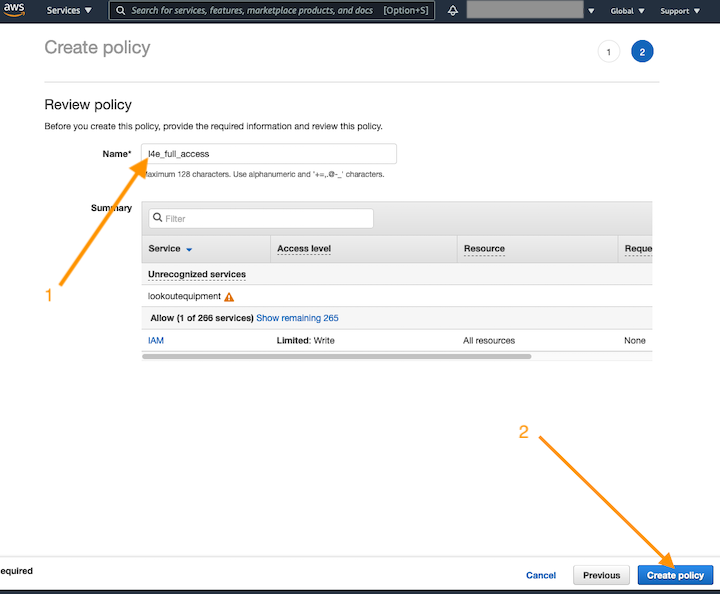 aws Services Search for services, features, marketplace products, and docs [Option+S] Global Support
Create policy 1 2
Review policy
Before you create this policy, provide the required information and review this policy.
Name* l4e_full_access
aximum 128 characters. Use alphanumeric and '+=,.@-_' characters.
Summary
Filter
1
Service Access level Resource Reque
Unrecognized services
lookoutequipment
Allow (1 of 266 services) Show remaining 265
IAM Limited: Write All resources None
2
equired
Cancel Previous Create policy